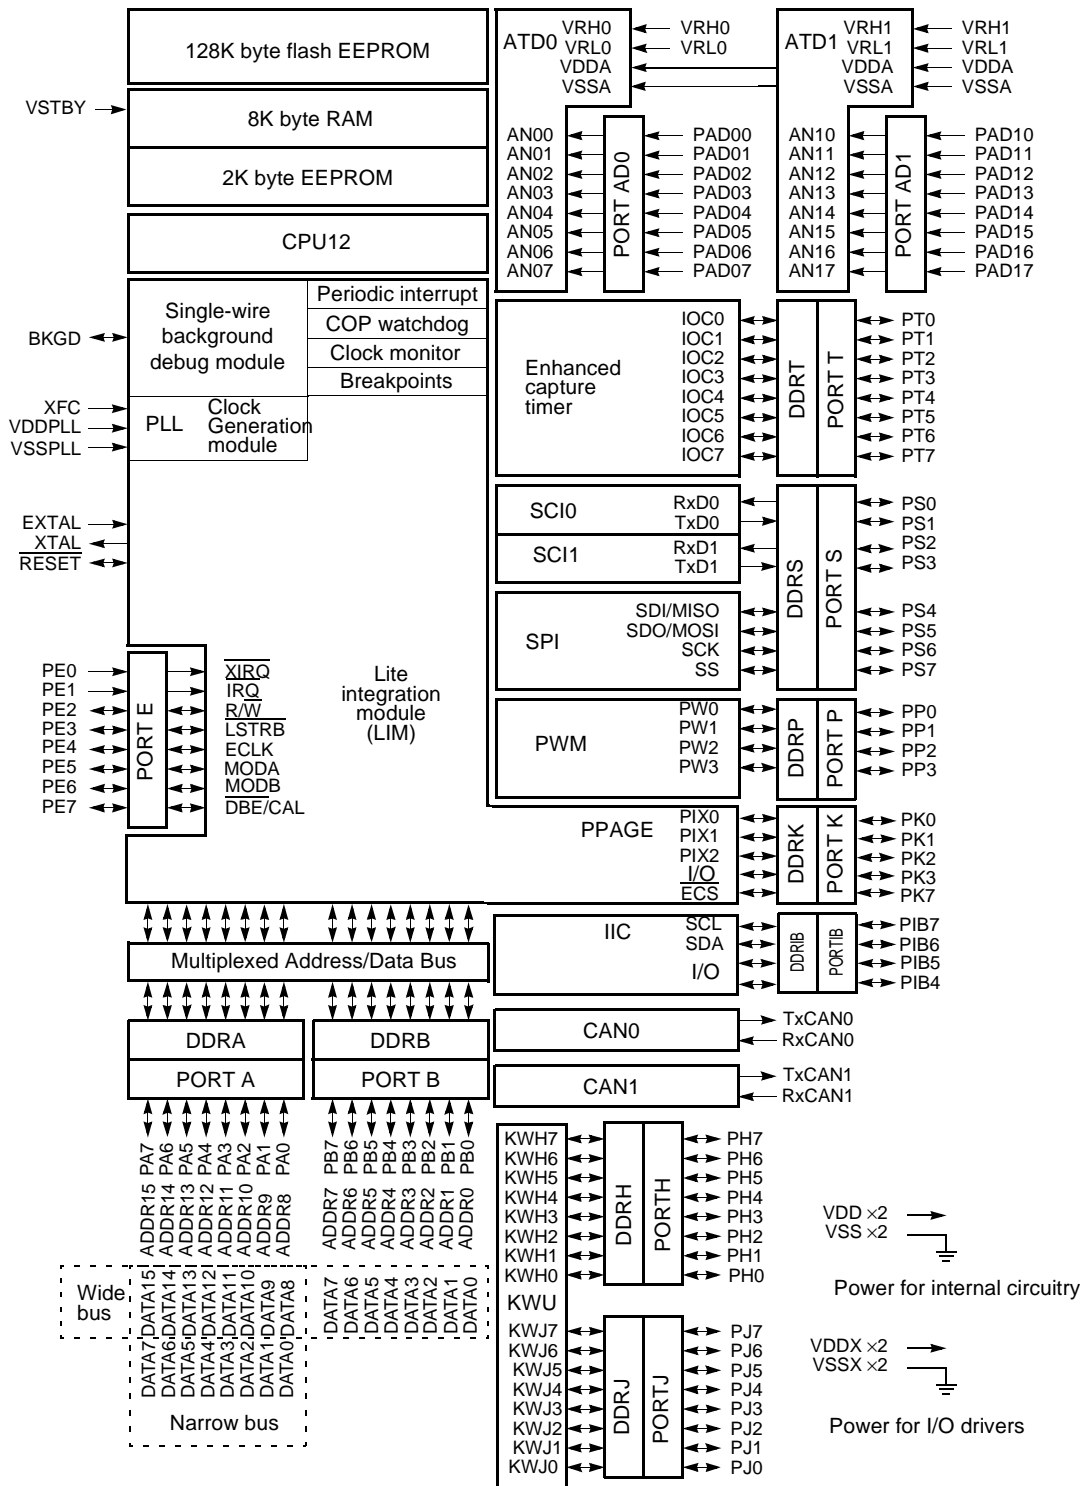 128K byte flash EEPROM
VSTBY
8K byte RAM
2K byte EEPROM
CPU12
Single-wire
background
debug module
Periodic interrupt
COP watchdog
Clock monitor
Breakpoints
BKGD
XFC
VDDPLL
VSSPLL
PLL
Clock
Generation
module
EXTAL
XTAL
RESET
PE0
PE1
PE2
PE3
PE4
PE5
PE6
PE7
PORT E
XIRQ
IRQ
R/W
LSTRB
ECLK
MODA
MODB
DBE/CAL
Lite
integration
module
(LIM)
Multiplexed Address/Data Bus
DDRA
DDRB
PORT A
PORT B
PA7
PA6
PA5
PA4
PA3
PA2
PA1
PA0
PB7
PB6
PB5
PB4
PB3
PB2
PB1
PB0
ADDR15
ADDR14
ADDR13
ADDR12
ADDR11
ADDR10
ADDR9
ADDR8
ADDR7
ADDR6
ADDR5
ADDR4
ADDR3
ADDR2
ADDR1
ADDR0
Wide
bus
DATA15
DATA14
DATA13
DATA12
DATA11
DATA10
DATA9
DATA8
DATA7
DATA6
DATA5
DATA4
DATA3
DATA2
DATA1
DATA0
DATA7
DATA6
DATA5
DATA4
DATA3
DATA2
DATA1
DATA0
Narrow bus
ATD0
VRH0
VRL0
VDDA
VSSA
VRH0
VRL0
AN00
AN01
AN02
AN03
AN04
AN05
AN06
AN07
PORT AD0
PAD00
PAD01
PAD02
PAD03
PAD04
PAD05
PAD06
PAD07
ATD1
VRH1
VRL1
VDDA
VSSA
VRH1
VRL1
VDDA
VSSA
AN10
AN11
AN12
AN13
AN14
AN15
AN16
AN17
PORT AD1
PAD10
PAD11
PAD12
PAD13
PAD14
PAD15
PAD16
PAD17
Enhanced
capture
timer
IOC0
IOC1
IOC2
IOC3
IOC4
IOC5
IOC6
IOC7
DDRT
PORT T
PT0
PT1
PT2
PT3
PT4
PT5
PT6
PT7
SCI0
RxD0
TxD0
SCI1
RxD1
TxD1
SPI
SDI/MISO
SDO/MOSI
SCK
SS
DDRS
PORT S
PS0
PS1
PS2
PS3
PS4
PS5
PS6
PS7
PWM
PW0
PW1
PW2
PW3
DDRP
PORT P
PP0
PP1
PP2
PP3
PPAGE
PIX0
PIX1
PIX2
I/O
ECS
DDRK
PORT K
PK0
PK1
PK2
PK3
PK7
IIC
SCL
SDA
I/O
DDRIB
PORTIB
PIB7
PIB6
PIB5
PIB4
CAN0
TxCAN0
RxCAN0
CAN1
TxCAN1
RxCAN1
KWH7
KWH6
KWH5
KWH4
KWH3
KWH2
KWH1
KWH0
DDRH
PORTH
PH7
PH6
PH5
PH4
PH3
PH2
PH1
PH0
KWU
KWJ7
KWJ6
KWJ5
KWJ4
KWJ3
KWJ2
KWJ1
KWJ0
DDRJ
PORTJ
PJ7
PJ6
PJ5
PJ4
PJ3
PJ2
PJ1
PJ0
VDD ×2
VSS ×2
Power for internal circuitry
VDDX ×2
VSSX ×2
Power for I/O drivers